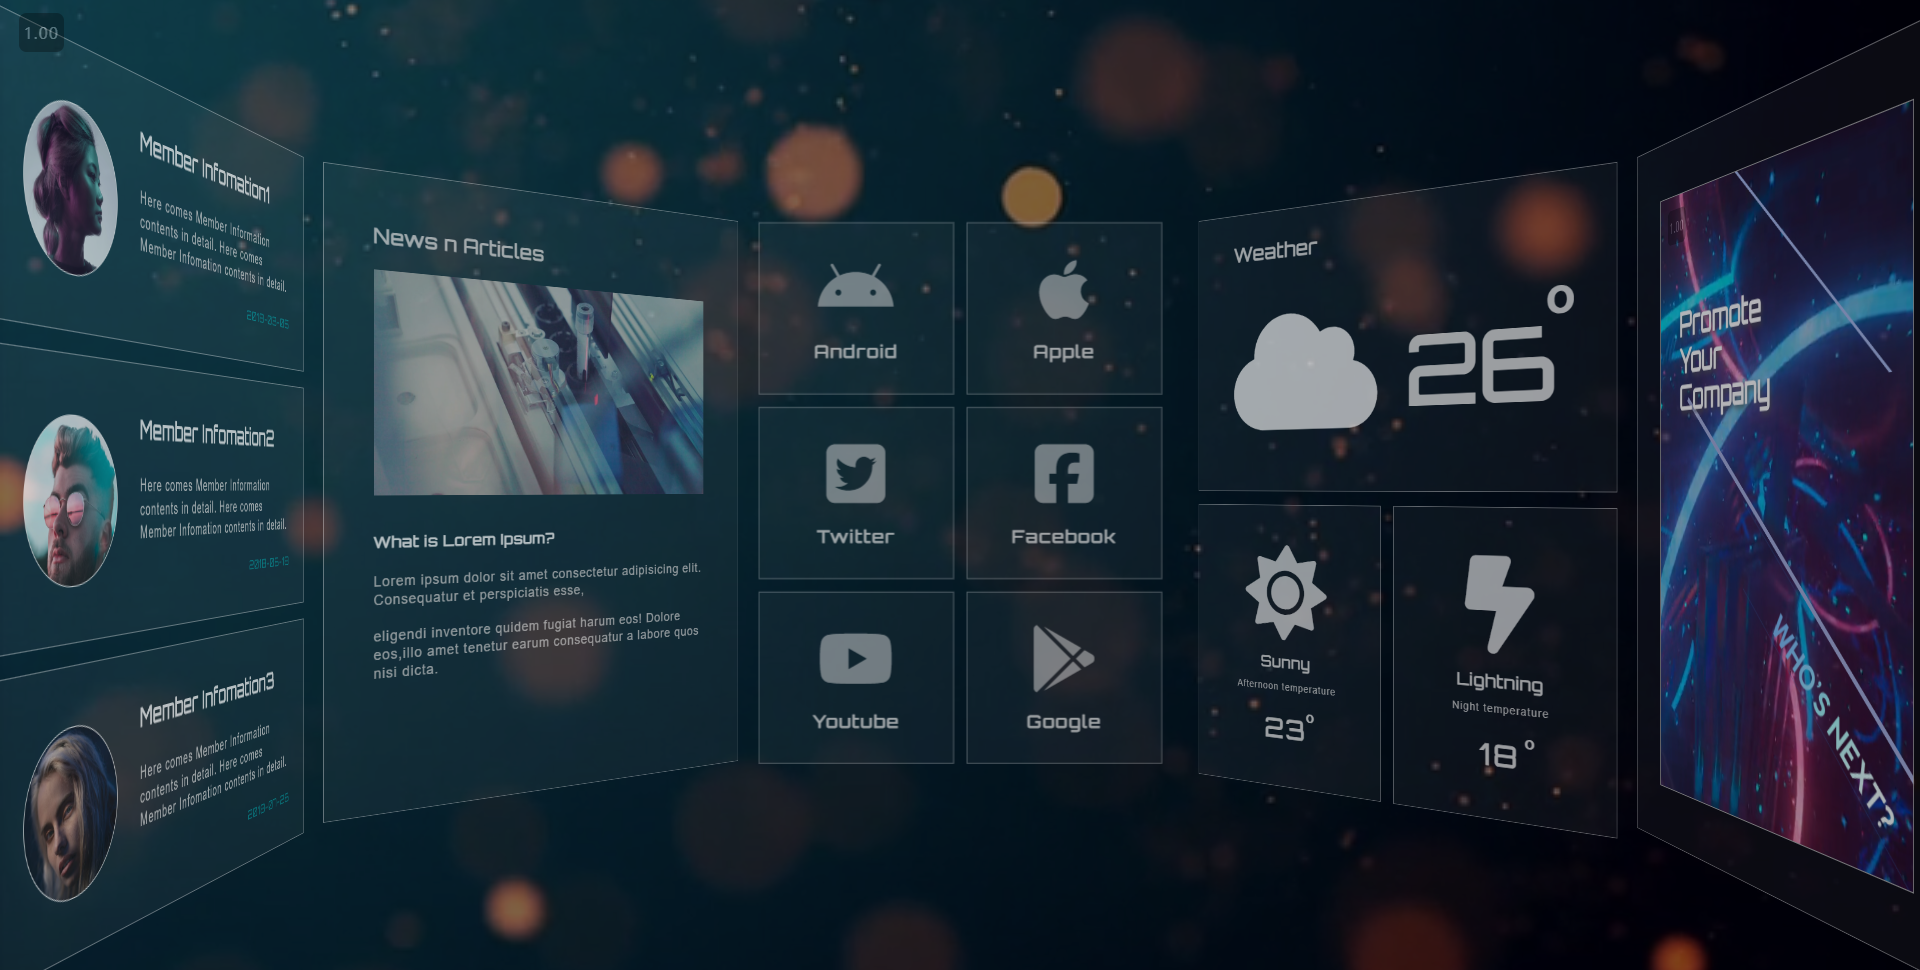 1.00
Member Infomation1
Here comes Member Information
contents in detail. Here comes
Member Infomation contents in detail.
2019-03-05
Member Infomation2
Here comes Member Information
contents in detail. Here comes
Member Infomation contents in detail.
2018-05-19
Member Infomation3
Here comes Member Information
contents in detail. Here comes
Member Infomation contents in detail.
2019-07-25
News n Articles
What is Lorem Ipsum?
Lorem ipsum dolor sit amet consectetur adipisicing elit.
Consequatur et perspiciatis esse,
eligendi inventore quidem fugiat harum eos! Dolore
eos,illo amet tenetur earum consequatur a labore quos
nisi dicta.
Android
Apple
Twitter
Facebook
Youtube
Google
Weather
26°
Sunny
Afternoon temperature
23°
Lightning
Night temperature
18°
1.00
Promote
Your
Company
WHO'S NEXT?